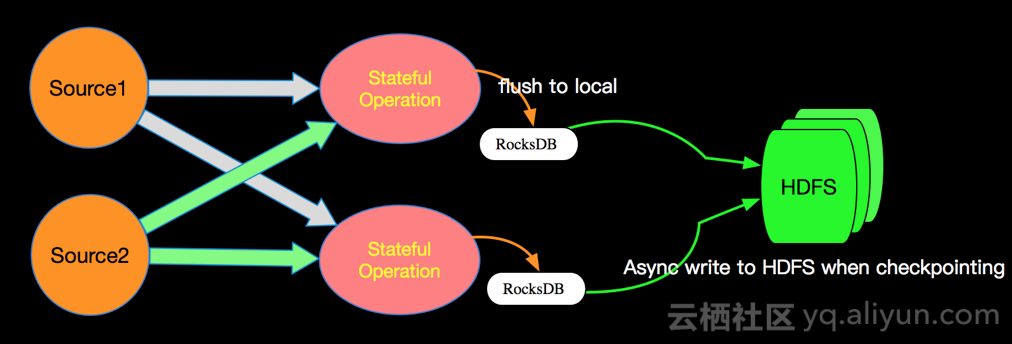 Source1
Stateful
Operation
flush to local
RocksDB
HDFS
Source2
Stateful
Operation
RocksDB
Async write to HDFS when checkpointing
云栖社区 yq.aliyun.com